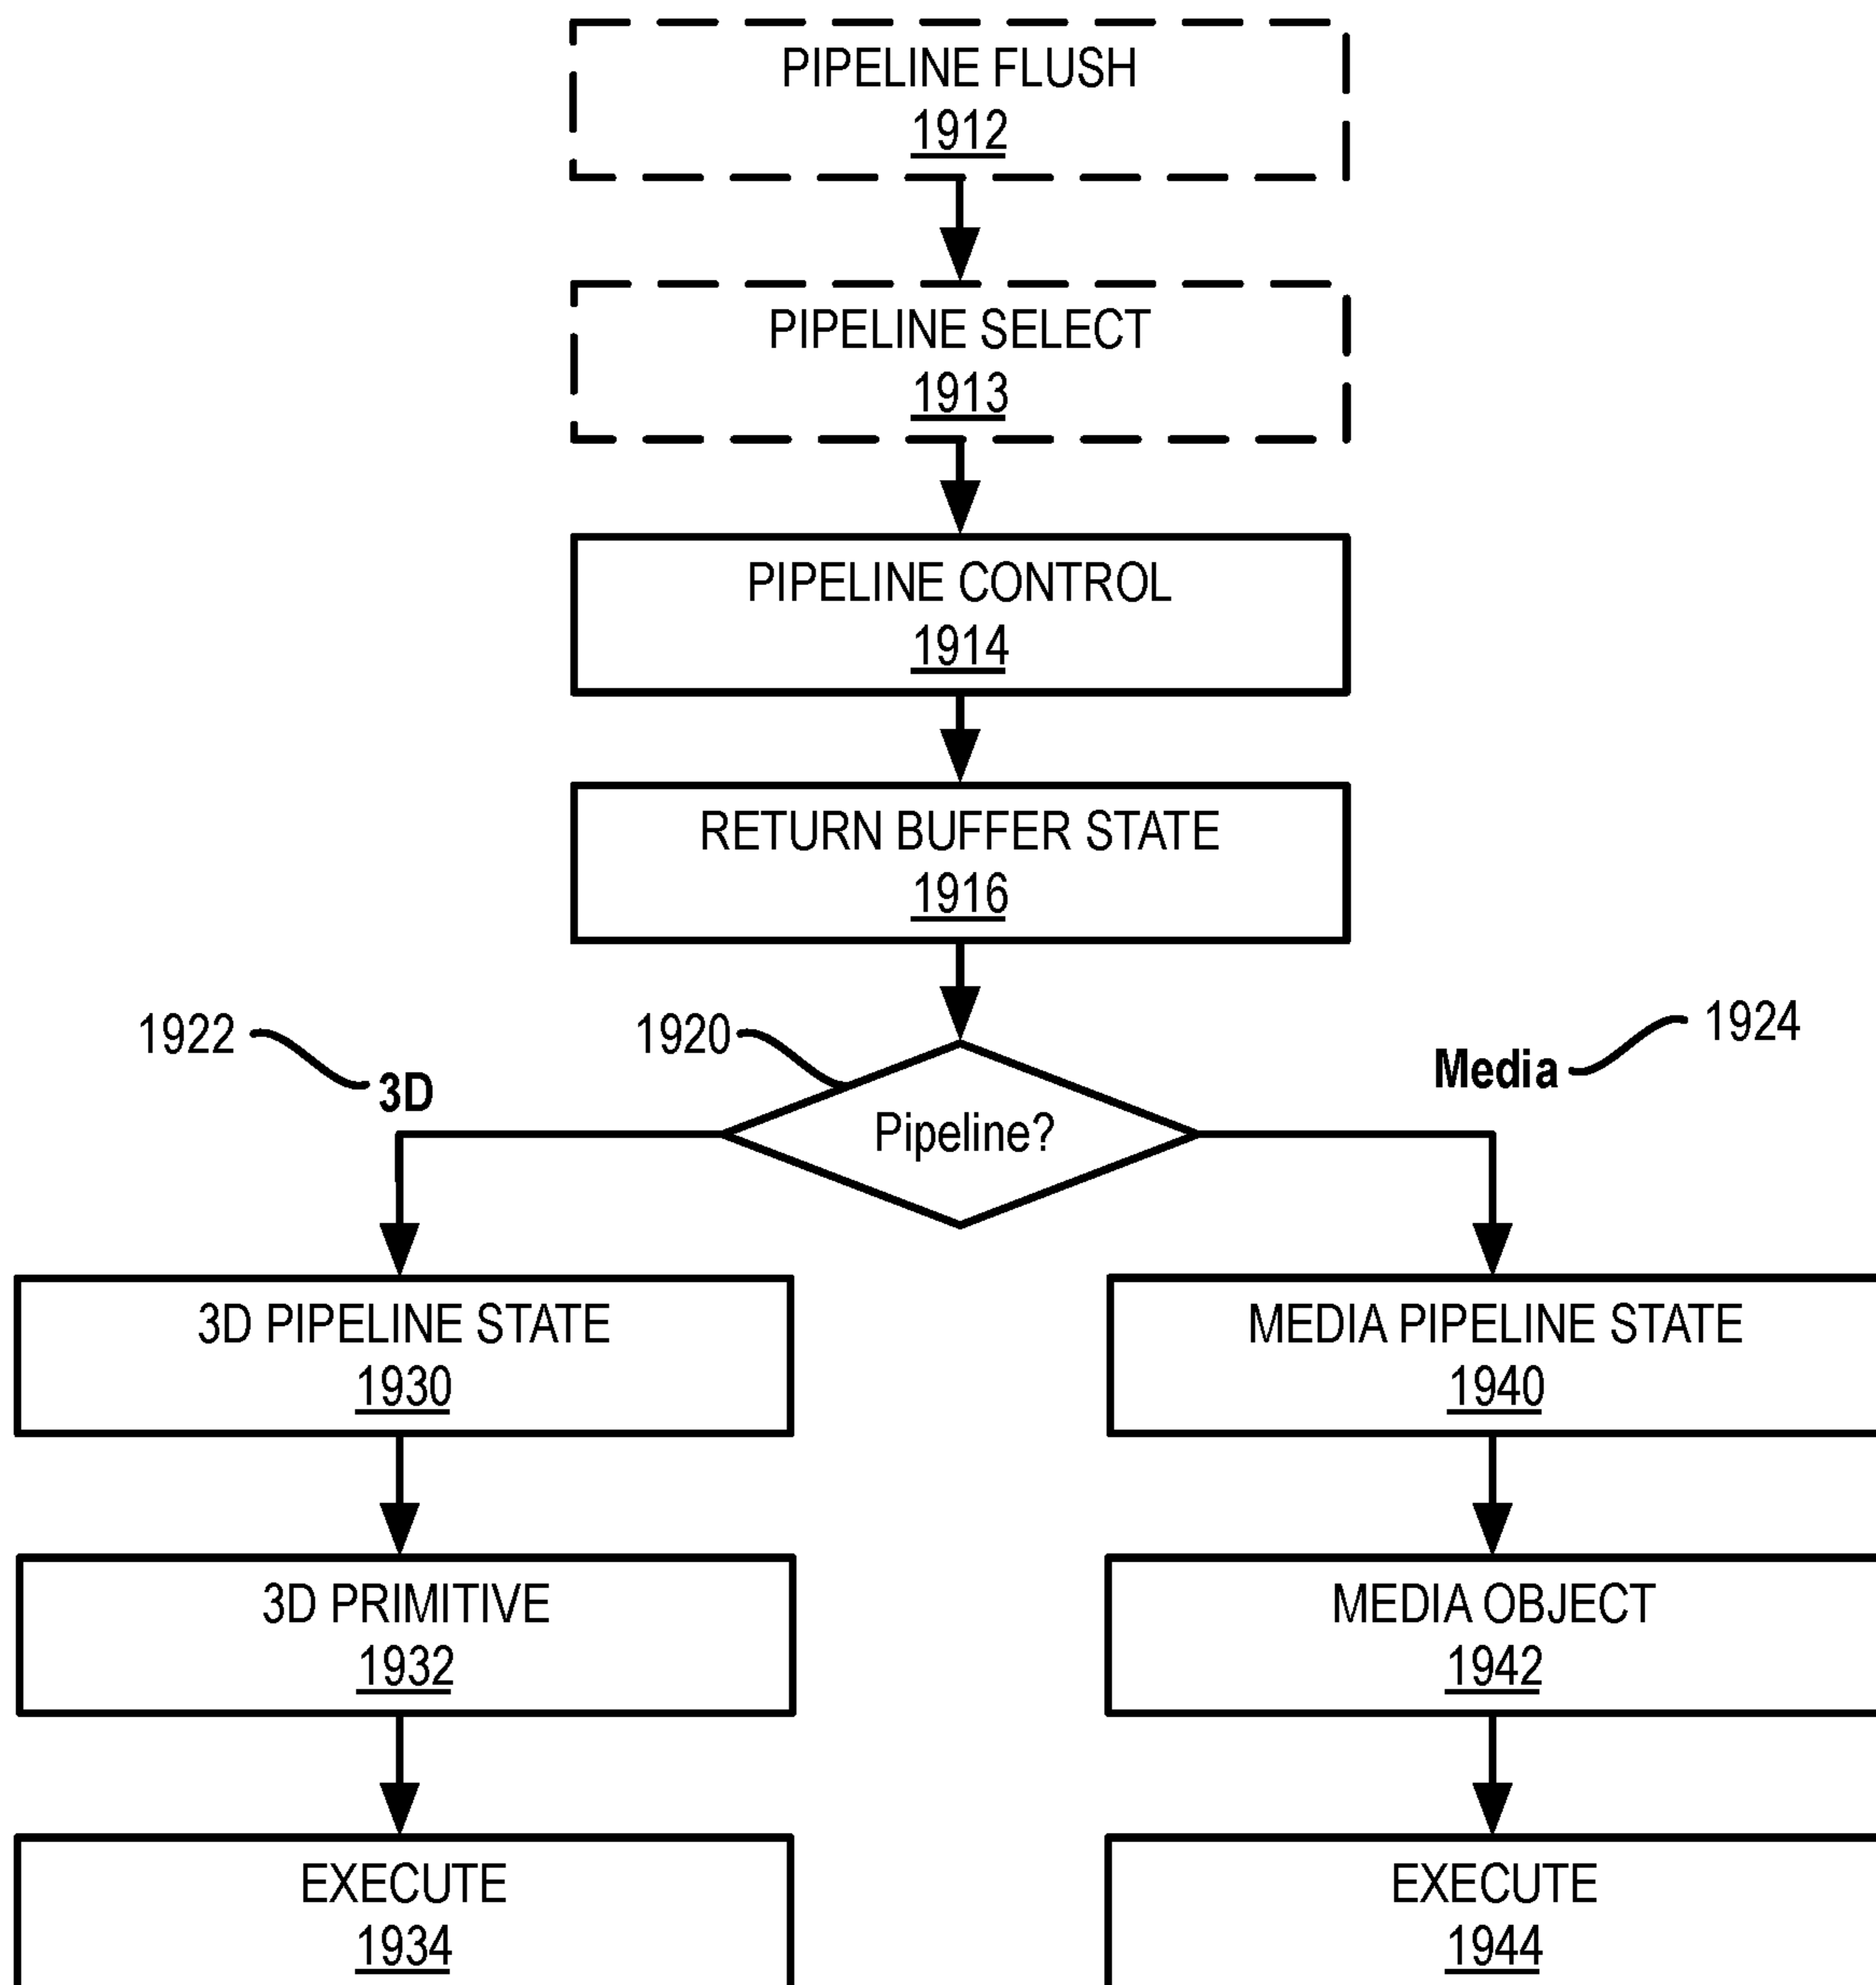 PIPELINE FLUSH
1912
PIPELINE SELECT
1913
PIPELINE CONTROL
1914
RETURN BUFFER STATE
1916
1922
1920
1924
3D
Media
Pipeline?
3D PIPELINE STATE
1930
MEDIA PIPELINE STATE
1940
3D PRIMITIVE
1932
MEDIA OBJECT
1942
EXECUTE
1934
EXECUTE
1944